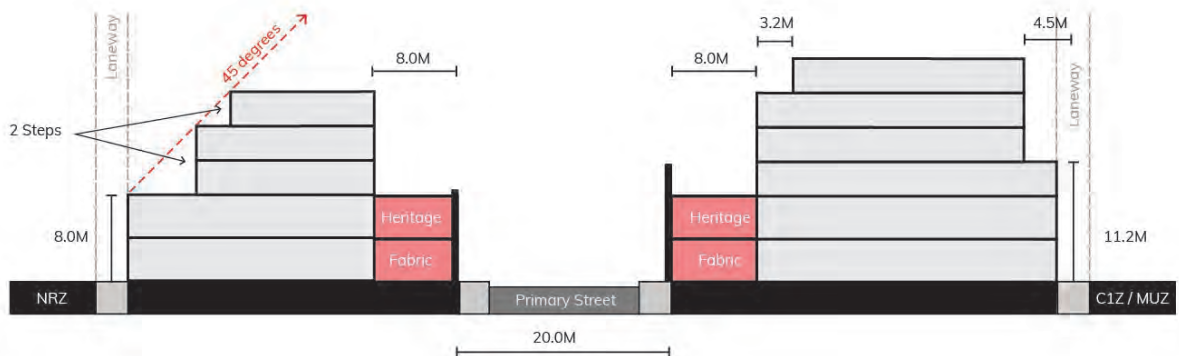 Laneway
45 degrees
8.0M
2 Steps
8.0M
Heritage
Fabric
NRZ
Primary Street
20.0M
3.2M
4.5M
8.0M
Laneway
Heritage
Fabric
11.2M
C1Z / MUZ